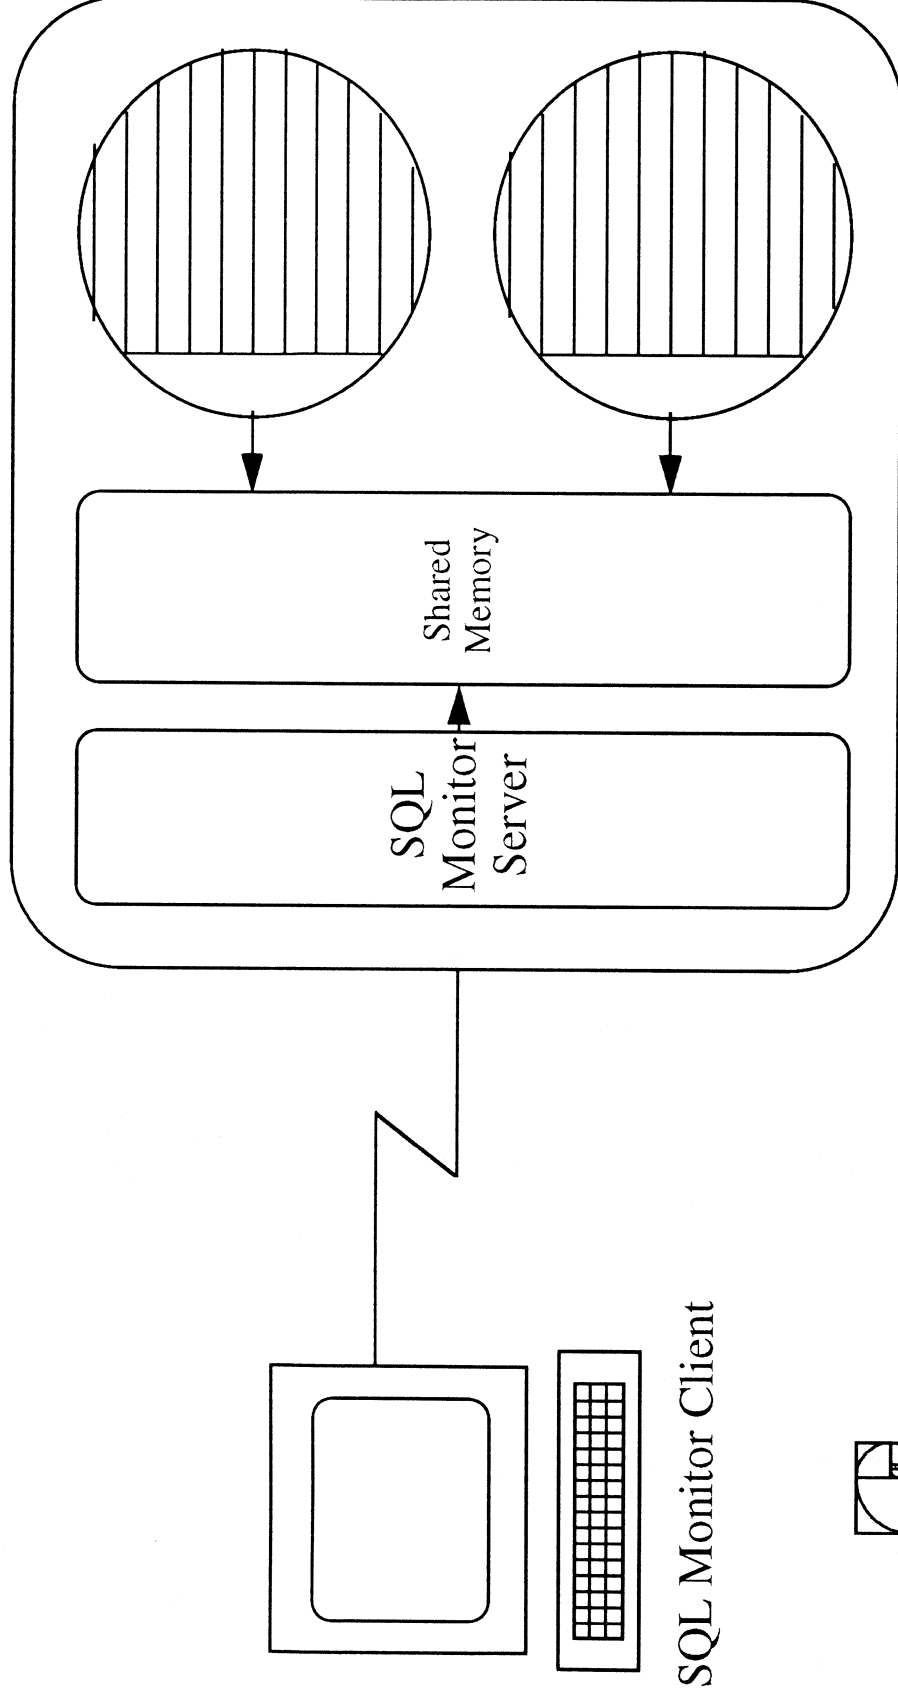 SQL Monitor Client
SQL
Monitor
Server
Shared
Memory